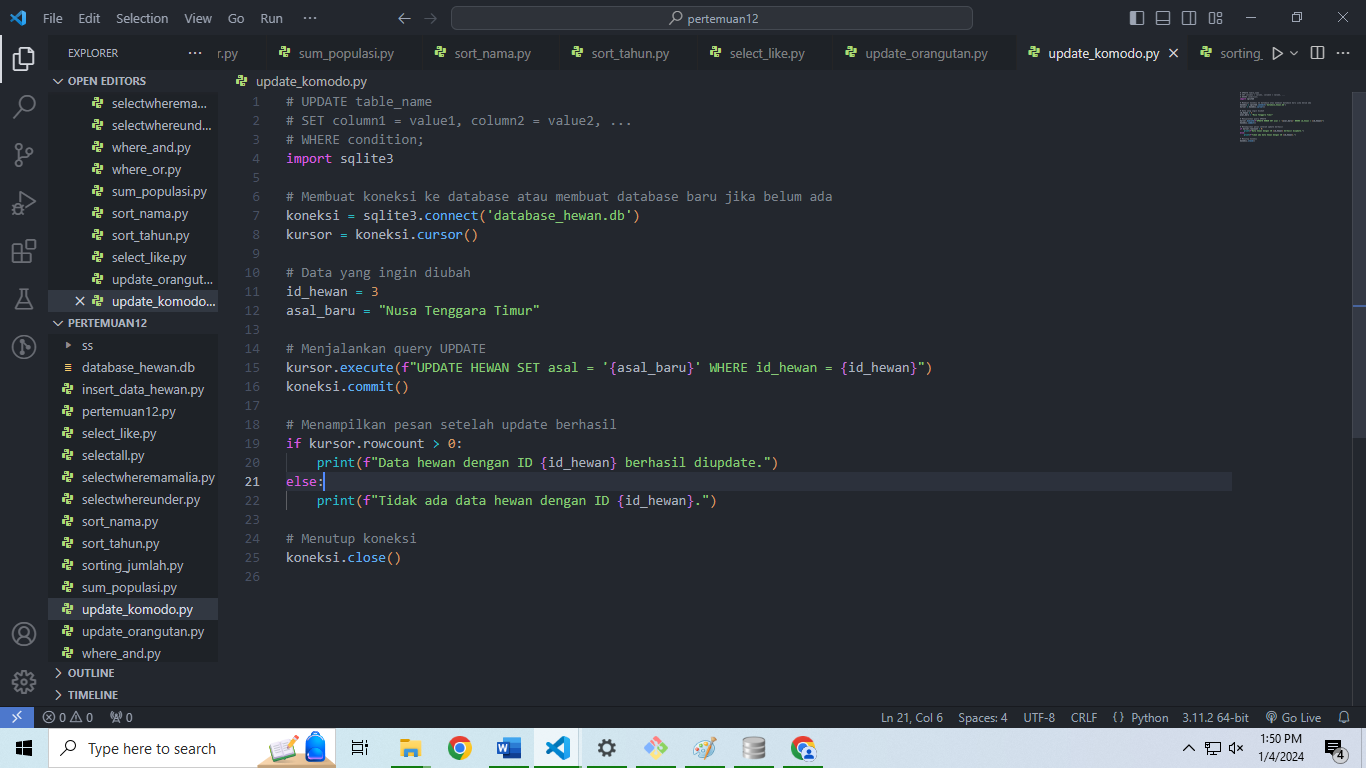 File Edit Selection View Go Run ···
pertemuan12
EXPLORER ···
r.py sum_populasi.py sort_nama.py sort_tahun.py select_like.py update_orangutan.py update_komodo.py sorting_
OPEN EDITORS
selectwherema...
selectwhereund...
where_and.py
where_or.py
sum_populasi.py
sort_nama.py
sort_tahun.py
select_like.py
update_orangut...
update_komodo...
PERTEMUAN12
ss
database_hewan.db
insert_data_hewan.py
pertemuan12.py
select_like.py
selectall.py
selectwheremamalia.py
selectwhereunder.py
sort_nama.py
sort_tahun.py
sorting_jumlah.py
sum_populasi.py
update_komodo.py
update_orangutan.py
where_and.py
OUTLINE
TIMELINE
update_komodo.py
1 # UPDATE table_name
2 # SET column1 = value1, column2 = value2, ...
3 # WHERE condition;
4 import sqlite3
5
6 # Membuat koneksi ke database atau membuat database baru jika belum ada
7 koneksi = sqlite3.connect('database_hewan.db')
8 kursor = koneksi.cursor()
9
10 # Data yang ingin diubah
11 id_hewan = 3
12 asal_baru = "Nusa Tenggara Timur"
13
14 # Menjalankan query UPDATE
15 kursor.execute(f"UPDATE HEWAN SET asal = '{asal_baru}' WHERE id_hewan = {id_hewan}")
16 koneksi.commit()
17
18 # Menampilkan pesan setelah update berhasil
19 if kursor.rowcount > 0:
20     print(f"Data hewan dengan ID {id_hewan} berhasil diupdate.")
21 else:
22     print(f"Tidak ada data hewan dengan ID {id_hewan}.")
23
24 # Menutup koneksi
25 koneksi.close()
26
0 0 0 Ln 21, Col 6 Spaces: 4 UTF-8 CRLF { } Python 3.11.2 64-bit Go Live
Type here to search
1:50 PM
1/4/2024
4